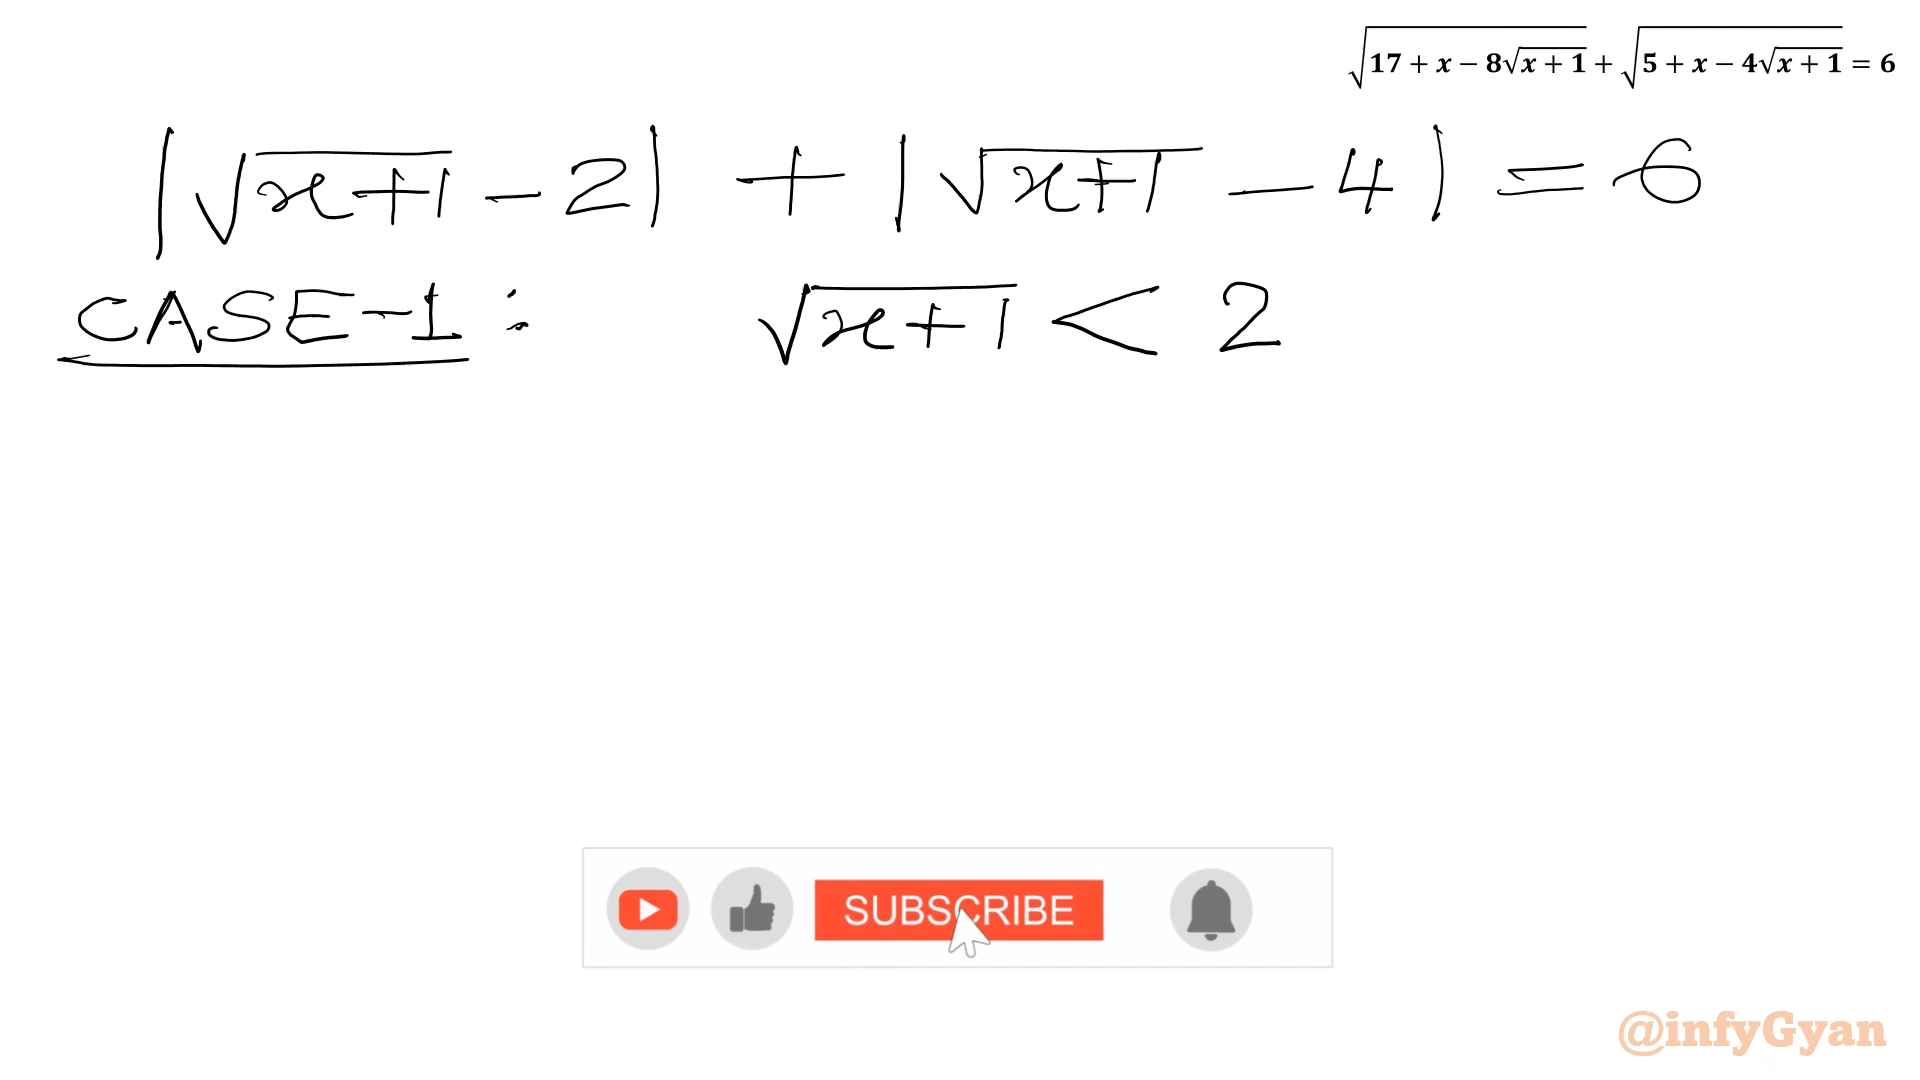 √(17 + x − 8√(x + 1)) + √(5 + x − 4√(x + 1)) = 6
|√(x+1) − 2| + |√(x+1) − 4| = 6
CASE-1 : √(x+1) < 2
SUBSCRIBE
@infyGyan